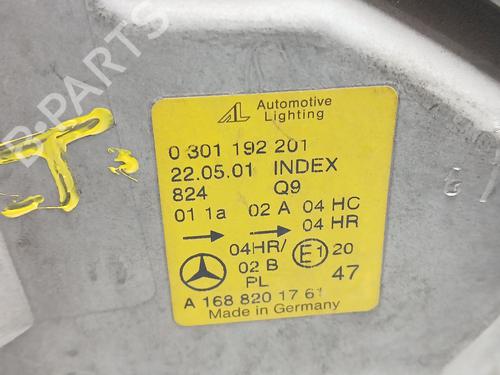 B-PARTS
AL Automotive
Lighting
0 301 192 201
22.05.01 INDEX
824 Q9
01 1a 02 A 04 HC
04 HR
04HR/ E1 20
02 B 47
PL
A 168 820 17 61
Made in Germany